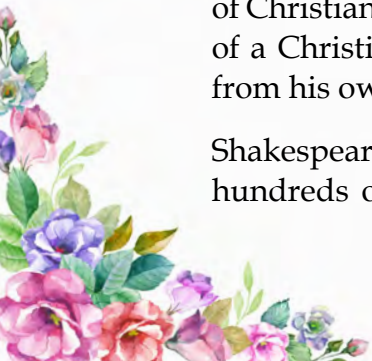 of Christian
of a Christi
from his ow
Shakespear
hundreds o